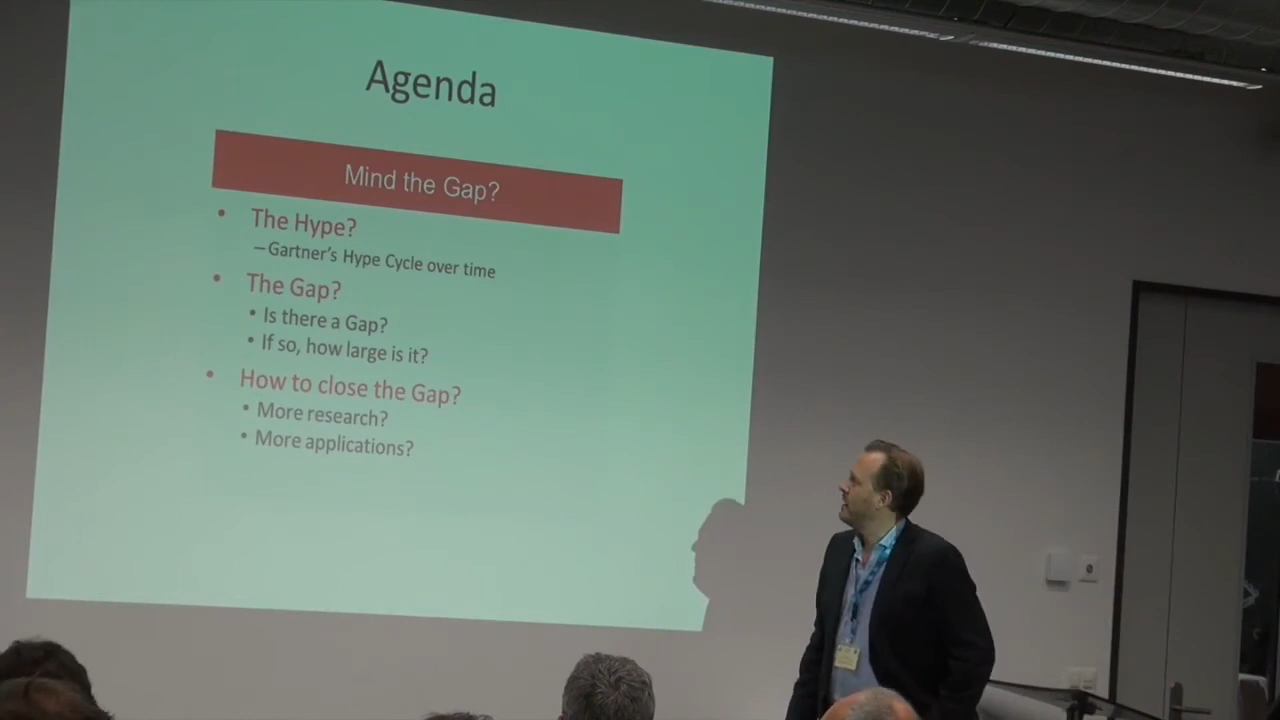 Agenda
Mind the Gap?
• The Hype?
–Gartner's Hype Cycle over time
• The Gap?
• Is there a Gap?
• If so, how large is it?
• How to close the Gap?
• More research?
• More applications?